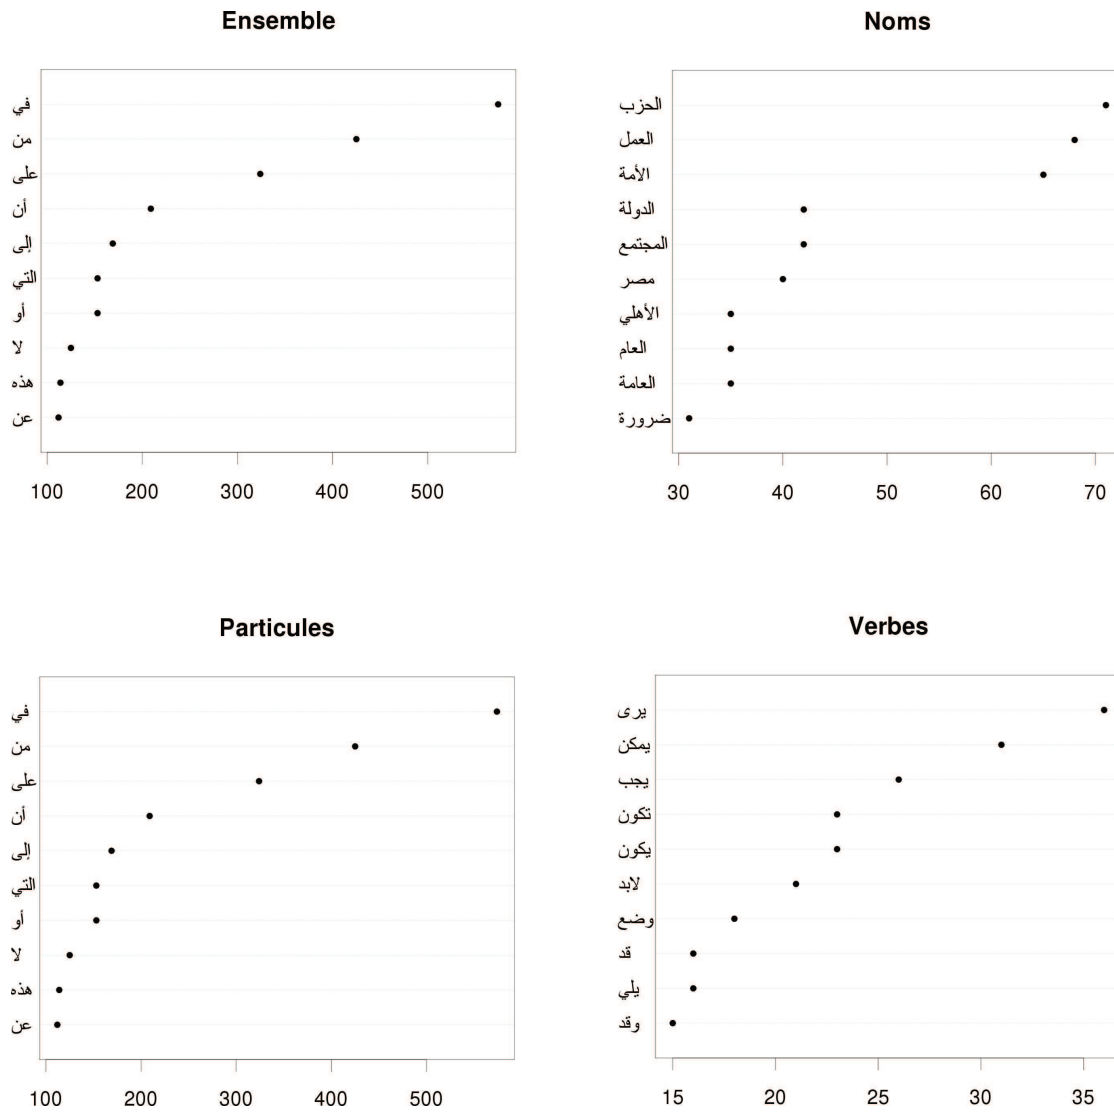 Ensemble
في
من
على
أن
إلى
التي
أو
لا
هذه
عن
100 200 300 400 500
Noms
الحزب
العمل
الأمة
الدولة
المجتمع
مصر
الأهلي
العام
العامة
ضرورة
30 40 50 60 70
Particules
في
من
على
أن
إلى
التي
أو
لا
هذه
عن
100 200 300 400 500
Verbes
يرى
يمكن
يجب
تكون
يكون
لابد
وضع
قد
يلي
وقد
15 20 25 30 35